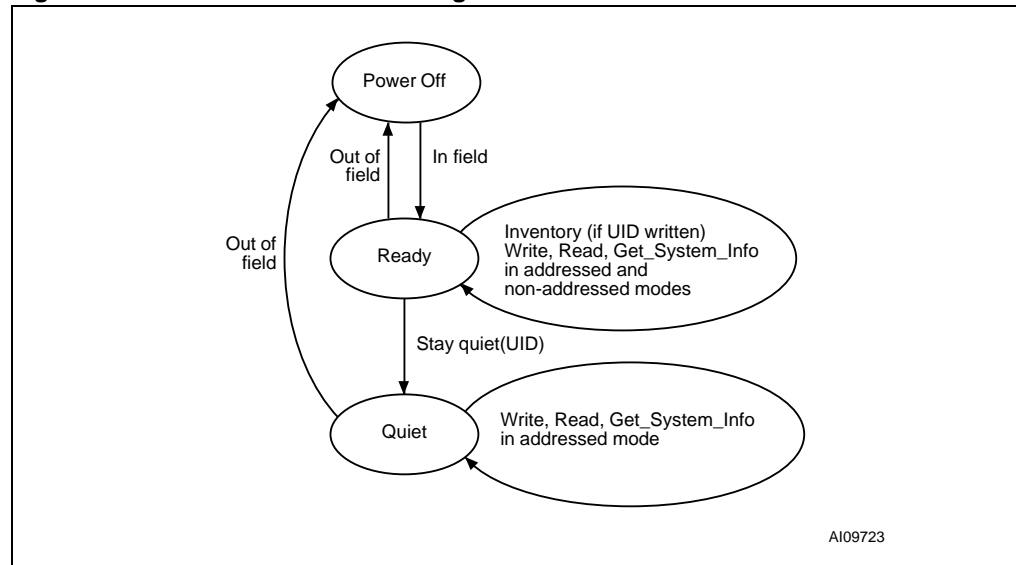 Power Off
Out of
field
In field
Out of
field
Ready
Inventory (if UID written)
Write, Read, Get_System_Info
in addressed and
non-addressed modes
Stay quiet(UID)
Quiet
Write, Read, Get_System_Info
in addressed mode
AI09723